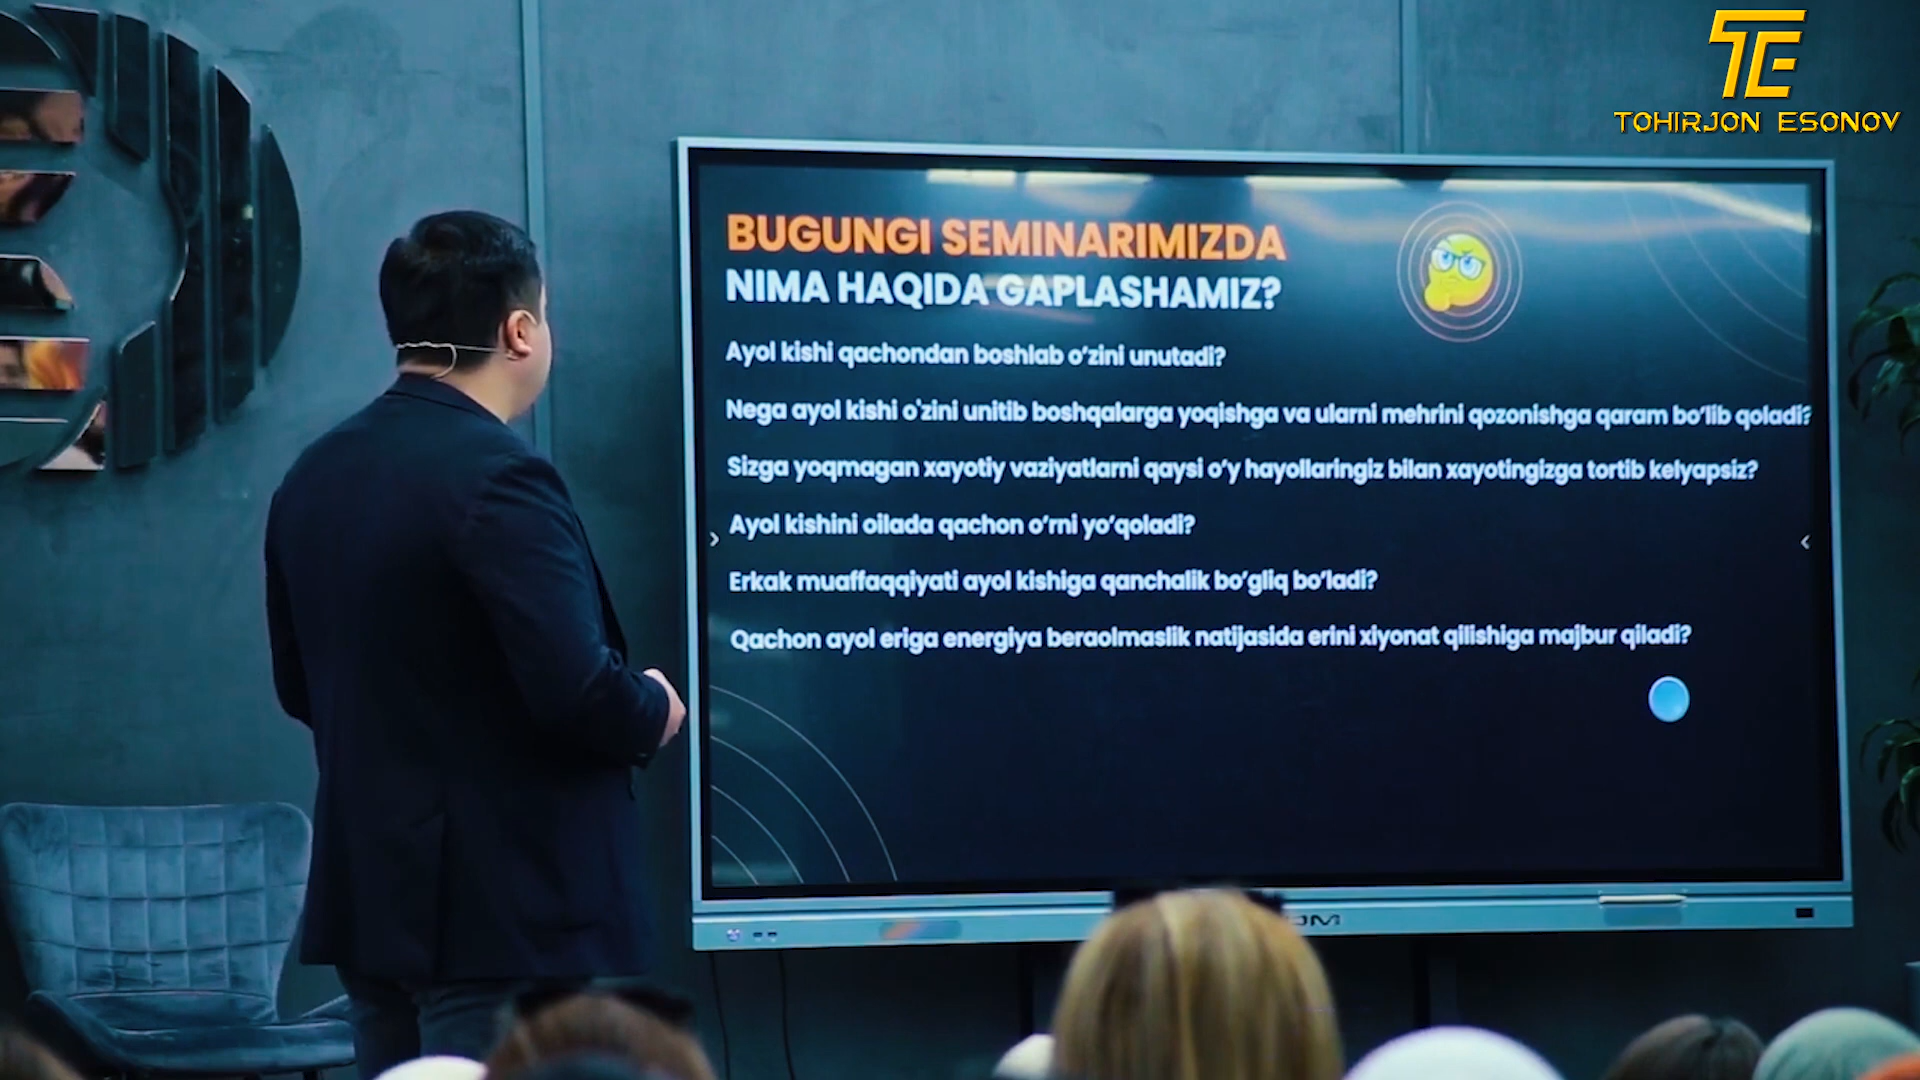 TE
TOHIRJON ESONOV
BUGUNGI SEMINARIMIZDA
NIMA HAQIDA GAPLASHAMIZ?
Ayol kishi qachondan boshlab o‘zini unutadi?
Nega ayol kishi o'zini unitib boshqalarga yoqishga va ularni mehrini qozonishga qaram bo‘lib qoladi?
Sizga yoqmagan xayotiy vaziyatlarni qaysi o‘y hayollaringiz bilan xayotingizga tortib kelyapsiz?
Ayol kishini oilada qachon o‘rni yo‘qoladi?
Erkak muaffaqqiyati ayol kishiga qanchalik bo‘gliq bo‘ladi?
Qachon ayol eriga energiya beraolmaslik natijasida erini xiyonat qilishiga majbur qiladi?